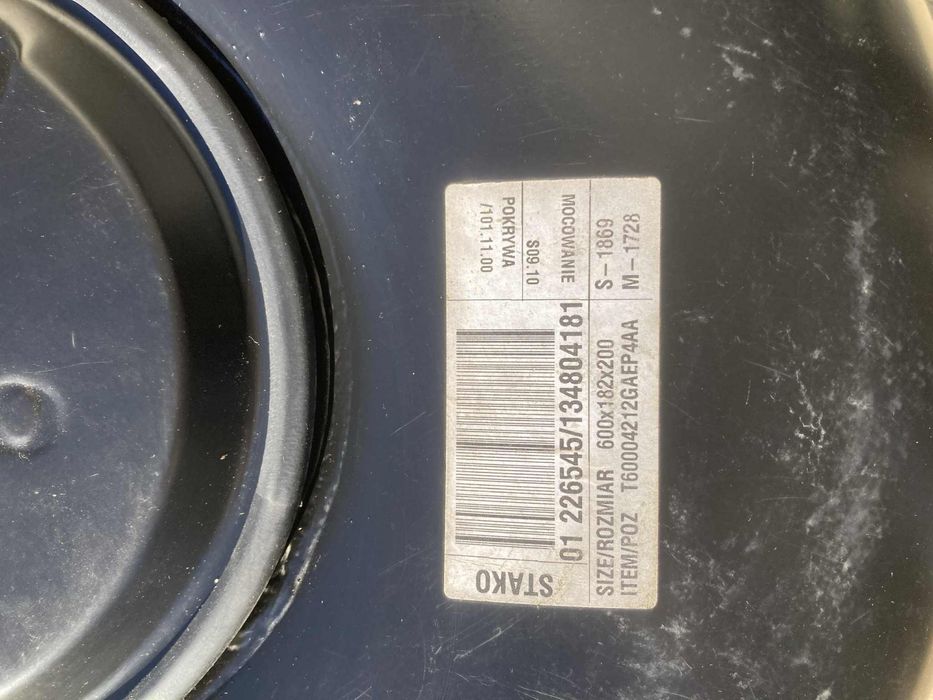 STAKO
01 226545/134804181
SIZE/ROZMIAR 600x182x200
ITEM/POZ T60004212GAEP4AA
MOCOWANIE
S09.10
POKRYWA
/101.11.00
S-1869
M-1728